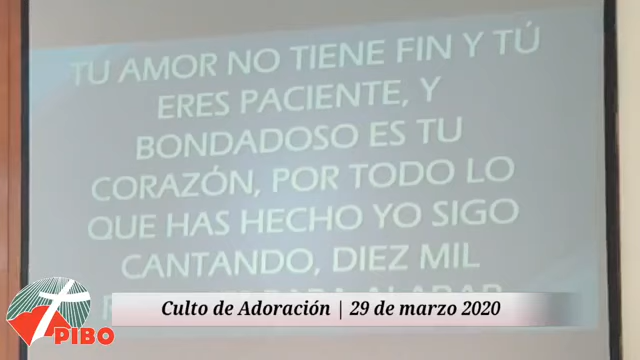 TU AMOR NO TIENE FIN Y TÚ
ERES PACIENTE, Y
BONDADOSO ES TU
CORAZÓN, POR TODO LO
QUE HAS HECHO YO SIGO
CANTANDO, DIEZ MIL
ALABAR
Culto de Adoración | 29 de marzo 2020
PIBO